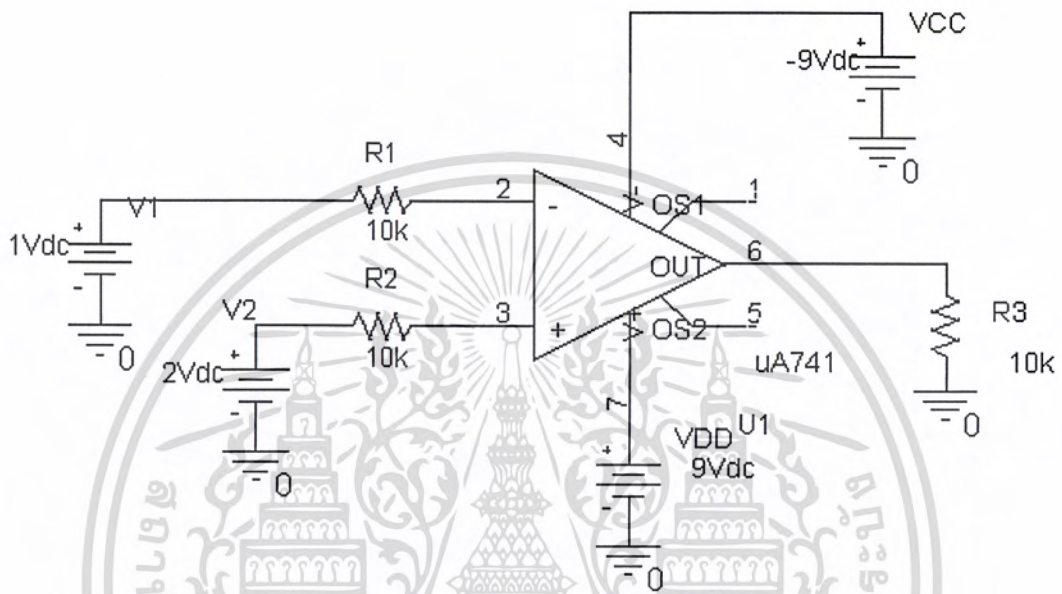 VCC
-9Vdc
+
-
0
4
R1
10k
2
-
V-
OS1
1
V1
1Vdc
+
-
0
OUT
6
V2
R2
10k
3
+
V+
OS2
5
uA741
R3
10k
0
2Vdc
+
-
0
7
U1
VDD
9Vdc
+
-
0